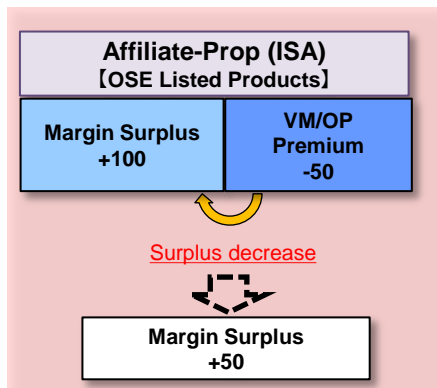 Affiliate-Prop (ISA)
【OSE Listed Products】
Margin Surplus
+100
VM/OP
Premium
-50
Surplus decrease
Margin Surplus
+50